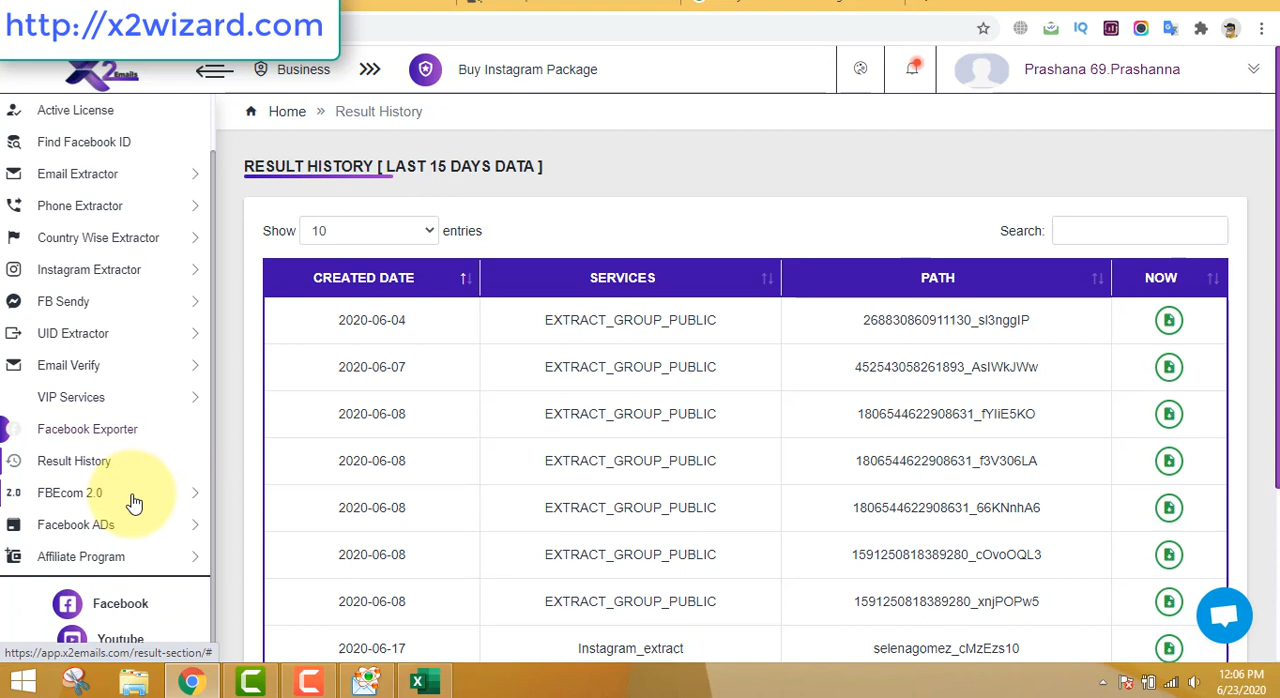 http://x2wizard.com
X2 Emails
Business
Buy Instagram Package
Prashana 69.Prashanna
IQ
Active License
Find Facebook ID
Email Extractor
Phone Extractor
Country Wise Extractor
Instagram Extractor
FB Sendy
UID Extractor
Email Verify
VIP Services
Facebook Exporter
Result History
2.0 FBEcom 2.0
Facebook ADs
Affiliate Program
Facebook
Youtube
https://app.x2emails.com/result-section/#
Home » Result History
RESULT HISTORY [ LAST 15 DAYS DATA ]
Show 10 entries
Search:
CREATED DATE SERVICES PATH NOW
2020-06-04 EXTRACT_GROUP_PUBLIC 268830860911130_sl3nggIP
2020-06-07 EXTRACT_GROUP_PUBLIC 452543058261893_AsIWkJWw
2020-06-08 EXTRACT_GROUP_PUBLIC 1806544622908631_fYIiE5KO
2020-06-08 EXTRACT_GROUP_PUBLIC 1806544622908631_f3V306LA
2020-06-08 EXTRACT_GROUP_PUBLIC 1806544622908631_66KNnhA6
2020-06-08 EXTRACT_GROUP_PUBLIC 1591250818389280_cOvoOQL3
2020-06-08 EXTRACT_GROUP_PUBLIC 1591250818389280_xnjPOPw5
2020-06-17 Instagram_extract selenagomez_cMzEzs10
12:06 PM
6/23/2020